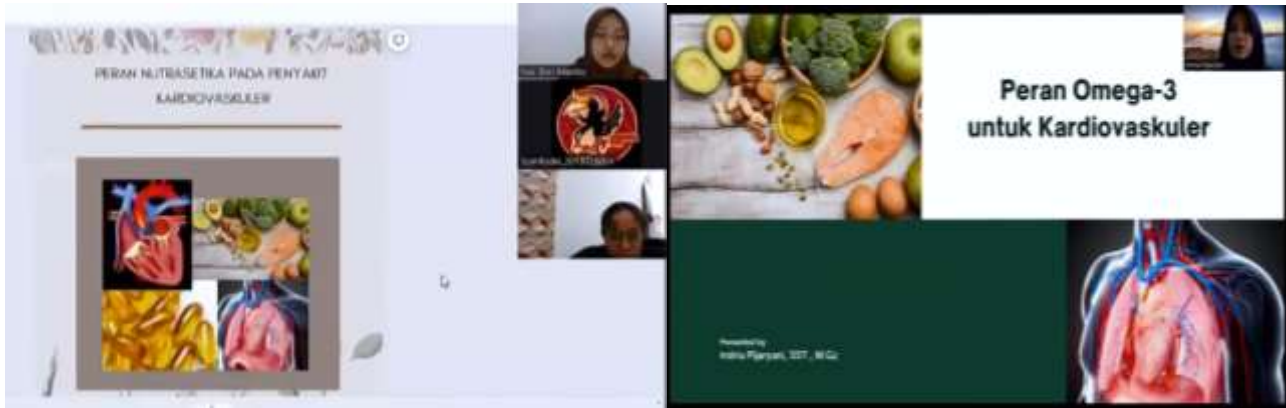 PERAN NUTRASETIKA PADA PENYAKIT
KARDIOVASKULER
Peran Omega-3
untuk Kardiovaskuler
Presented by